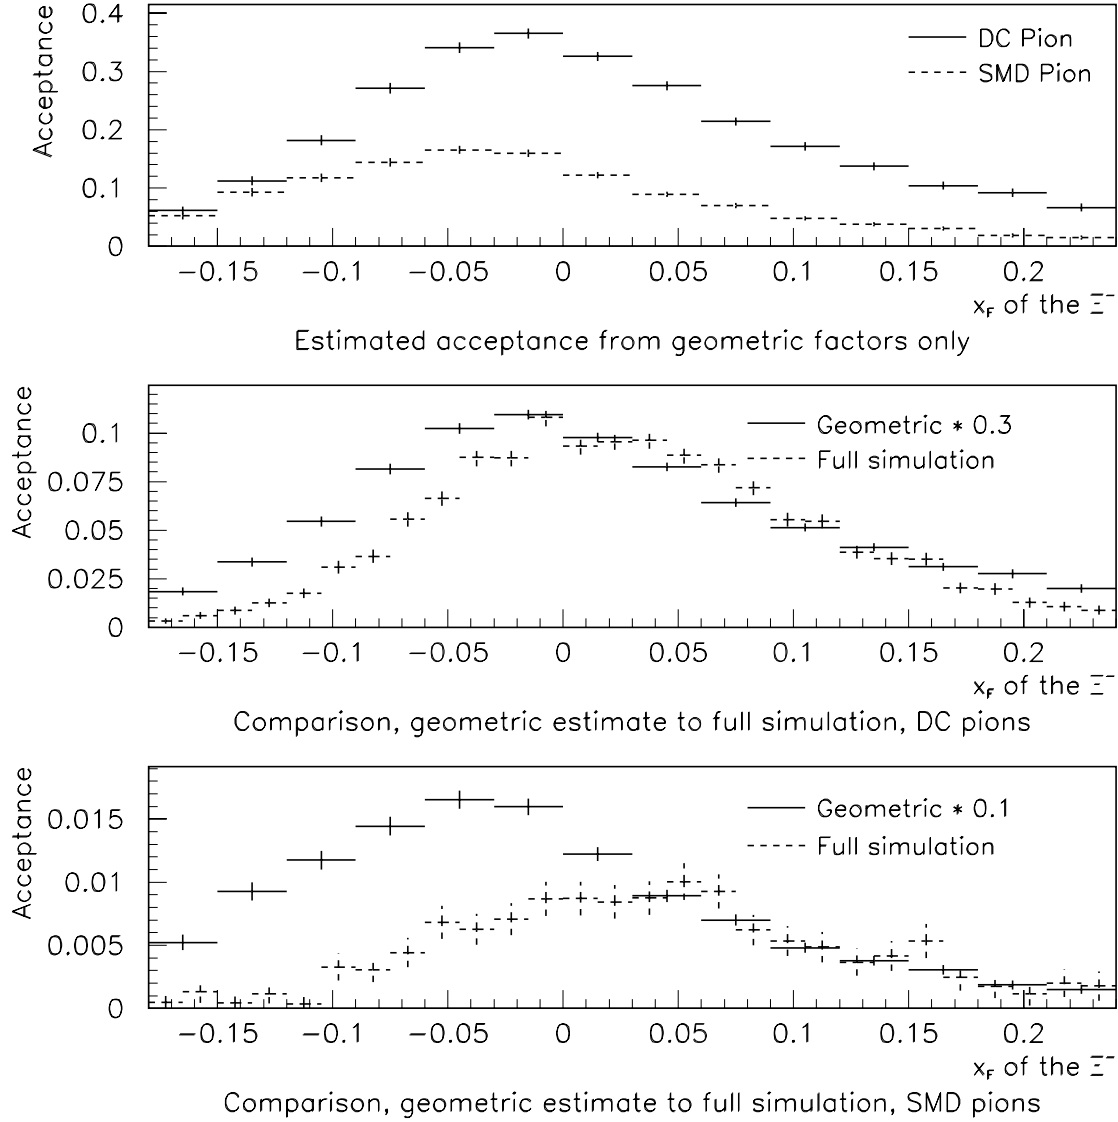 Acceptance
0.4
0.3
0.2
0.1
0
DC Pion
SMD Pion
−0.15 −0.1 −0.05 0 0.05 0.1 0.15 0.2
x_F of the Ξ⁻
Estimated acceptance from geometric factors only
Acceptance
0.1
0.075
0.05
0.025
0
Geometric * 0.3
Full simulation
−0.15 −0.1 −0.05 0 0.05 0.1 0.15 0.2
x_F of the Ξ⁻
Comparison, geometric estimate to full simulation, DC pions
Acceptance
0.015
0.01
0.005
0
Geometric * 0.1
Full simulation
−0.15 −0.1 −0.05 0 0.05 0.1 0.15 0.2
x_F of the Ξ⁻
Comparison, geometric estimate to full simulation, SMD pions